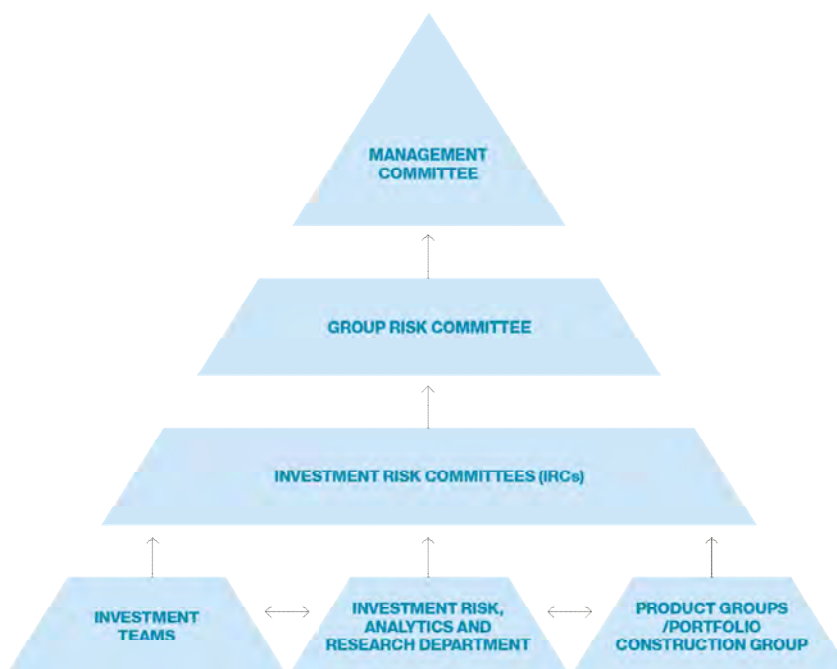 MANAGEMENT
COMMITTEE
GROUP RISK COMMITTEE
INVESTMENT RISK COMMITTEES (IRCs)
INVESTMENT
TEAMS
INVESTMENT RISK,
ANALYTICS AND
RESEARCH DEPARTMENT
PRODUCT GROUPS
/PORTFOLIO
CONSTRUCTION GROUP